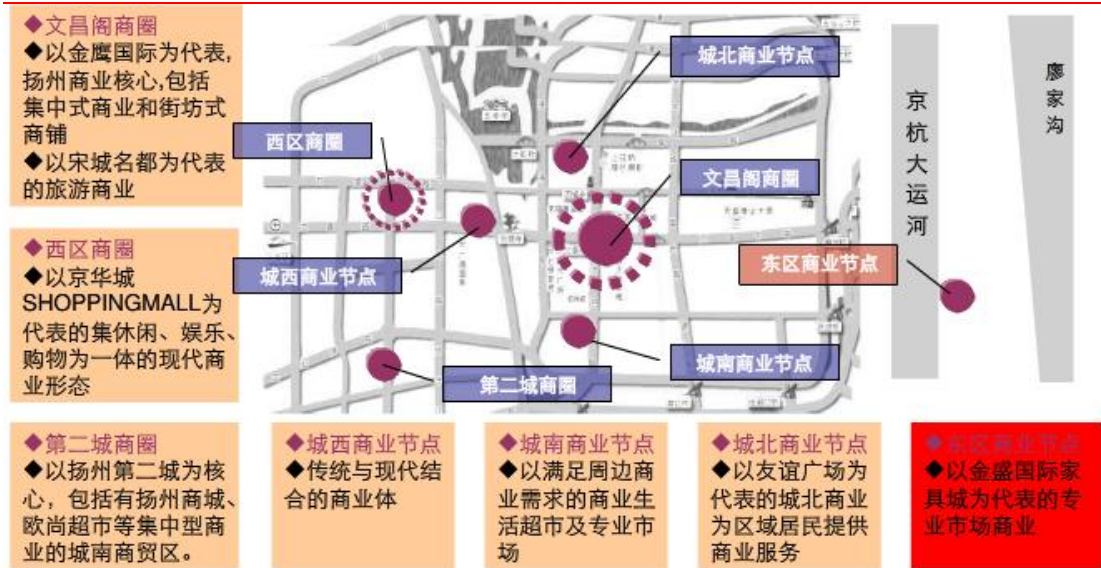 ◆文昌阁商圈
◆以金鹰国际为代表,
扬州商业核心,包括
集中式商业和街坊式
商铺
◆以宋城名都为代表
的旅游商业
◆西区商圈
◆以京华城
SHOPPINGMALL为
代表的集休闲、娱乐、
购物为一体的现代商
业形态
城北商业节点
西区商圈
文昌阁商圈
城西商业节点
东区商业节点
城南商业节点
第二城商圈
京杭大运河
廖家沟
◆第二城商圈
◆以扬州第二城为核
心，包括有扬州商城、
欧尚超市等集中型商
业的城南商贸区。
◆城西商业节点
◆传统与现代结
合的商业体
◆城南商业节点
◆以满足周边商
业需求的商业生
活超市及专业市
场
◆城北商业节点
◆以友谊广场为
代表的城北商业
为区域居民提供
商业服务
◆东区商业节点
◆以金盛国际家
具城为代表的专
业市场商业